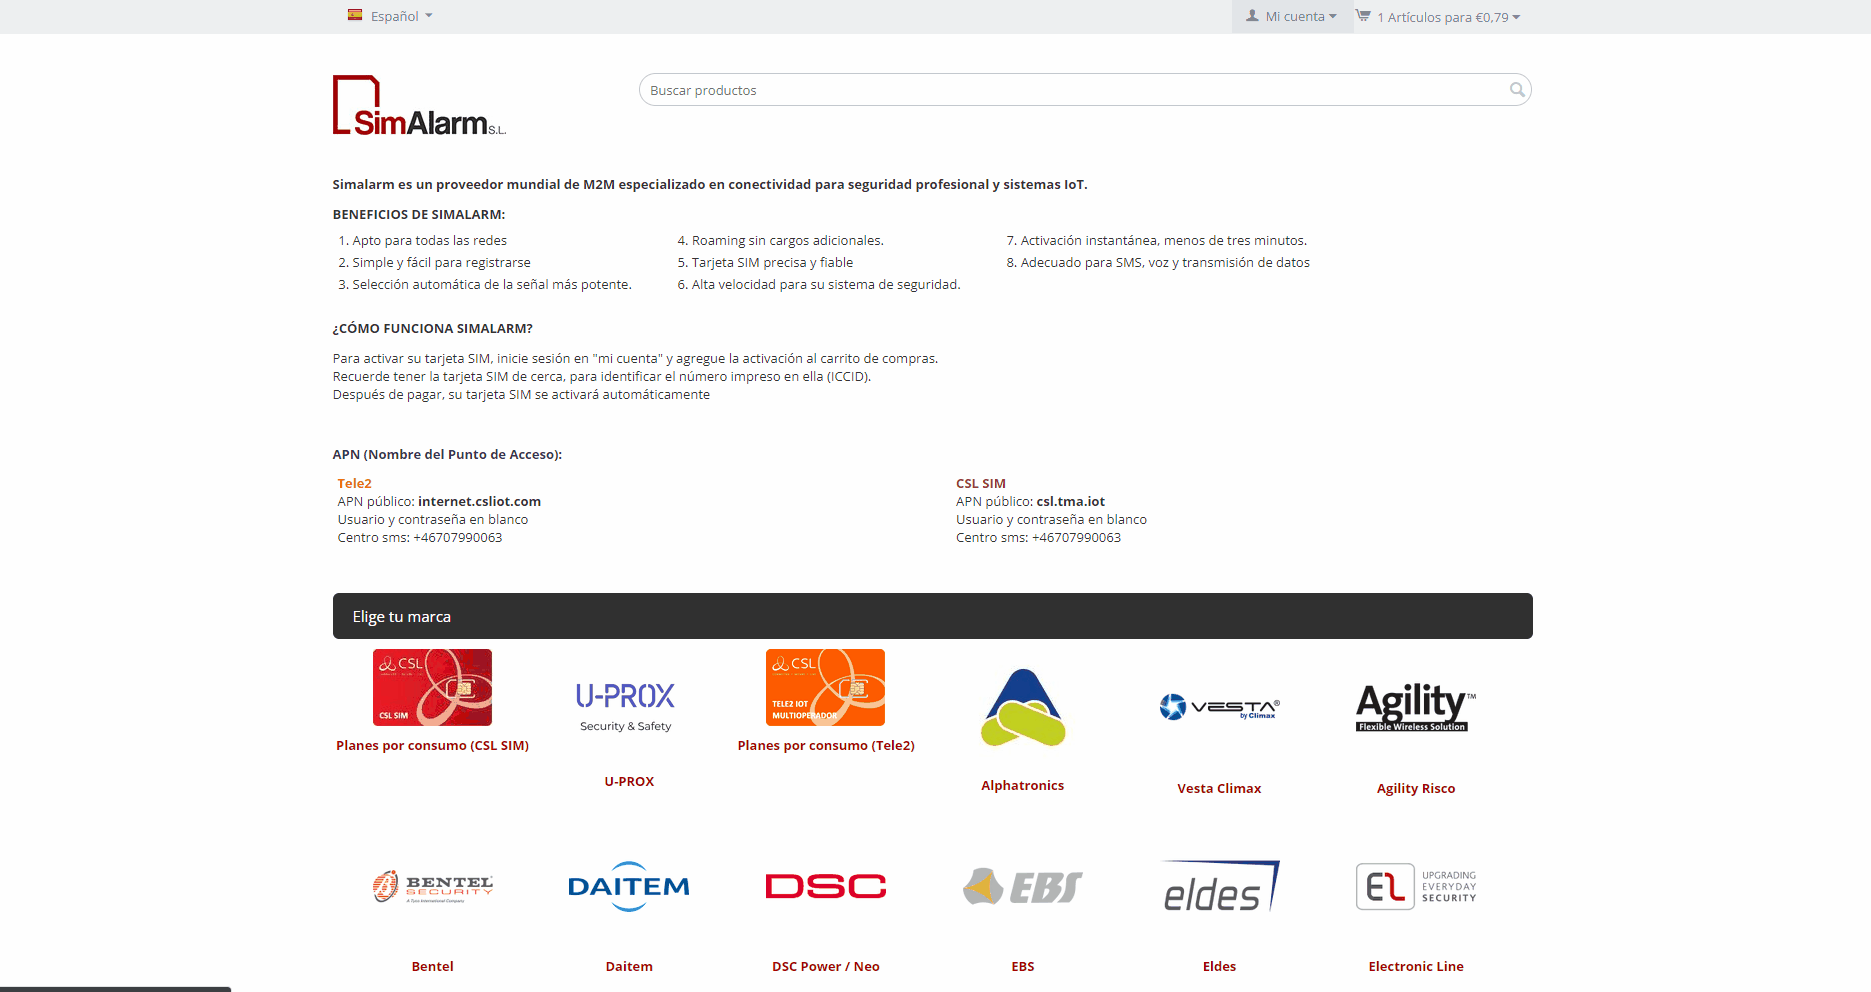 Español
Mi cuenta
1 Artículos para €0,79
SimAlarm S.L.
Buscar productos
Simalarm es un proveedor mundial de M2M especializado en conectividad para seguridad profesional y sistemas IoT.
BENEFICIOS DE SIMALARM:
1. Apto para todas las redes
2. Simple y fácil para registrarse
3. Selección automática de la señal más potente.
4. Roaming sin cargos adicionales.
5. Tarjeta SIM precisa y fiable
6. Alta velocidad para su sistema de seguridad.
7. Activación instantánea, menos de tres minutos.
8. Adecuado para SMS, voz y transmisión de datos
¿CÓMO FUNCIONA SIMALARM?
Para activar su tarjeta SIM, inicie sesión en "mi cuenta" y agregue la activación al carrito de compras.
Recuerde tener la tarjeta SIM de cerca, para identificar el número impreso en ella (ICCID).
Después de pagar, su tarjeta SIM se activará automáticamente
APN (Nombre del Punto de Acceso):
Tele2
APN público: internet.csliot.com
Usuario y contraseña en blanco
Centro sms: +46707990063
CSL SIM
APN público: csl.tma.iot
Usuario y contraseña en blanco
Centro sms: +46707990063
Elige tu marca
CSL
CSL SIM
Planes por consumo (CSL SIM)
U-PROX
Security & Safety
U-PROX
CSL
TELE2 IOT
MULTIOPERADOR
Planes por consumo (Tele2)
Alphatronics
VESTA®
by Climax
Vesta Climax
Agility™
Flexible Wireless Solution
Agility Risco
BENTEL
SECURITY
A Tyco International Company
Bentel
DAITEM
Daitem
DSC
DSC Power / Neo
EBS
EBS
eldes
Eldes
EL
UPGRADING
EVERYDAY
SECURITY
Electronic Line